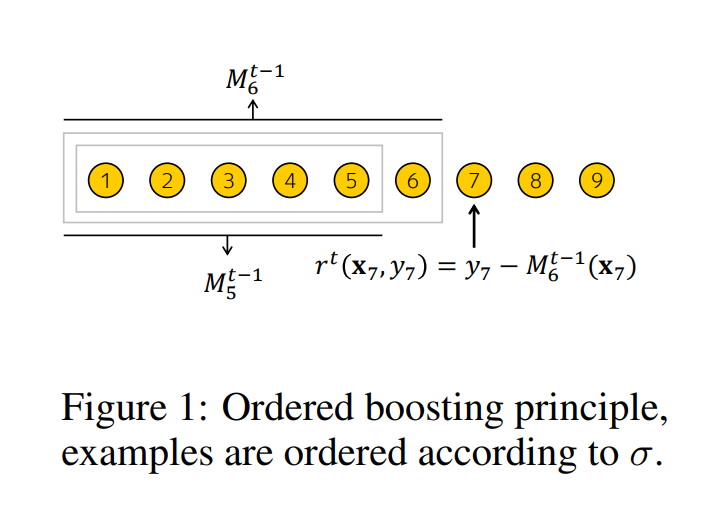 M_6^{t−1}
1 2 3 4 5 6 7 8 9
M_5^{t−1}
r^t(𝐱_7, y_7) = y_7 − M_6^{t−1}(𝐱_7)
Figure 1: Ordered boosting principle,
examples are ordered according to σ.